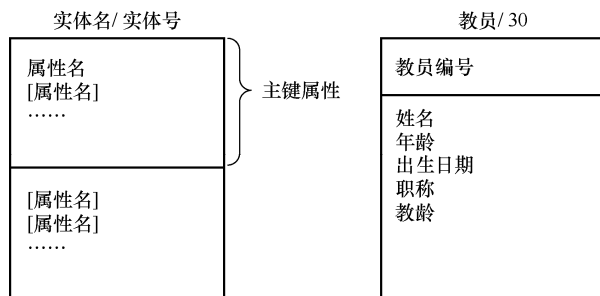 实体名/实体号
属性名
[属性名]
……
主键属性
[属性名]
[属性名]
……
教员/30
教员编号
姓名
年龄
出生日期
职称
教龄